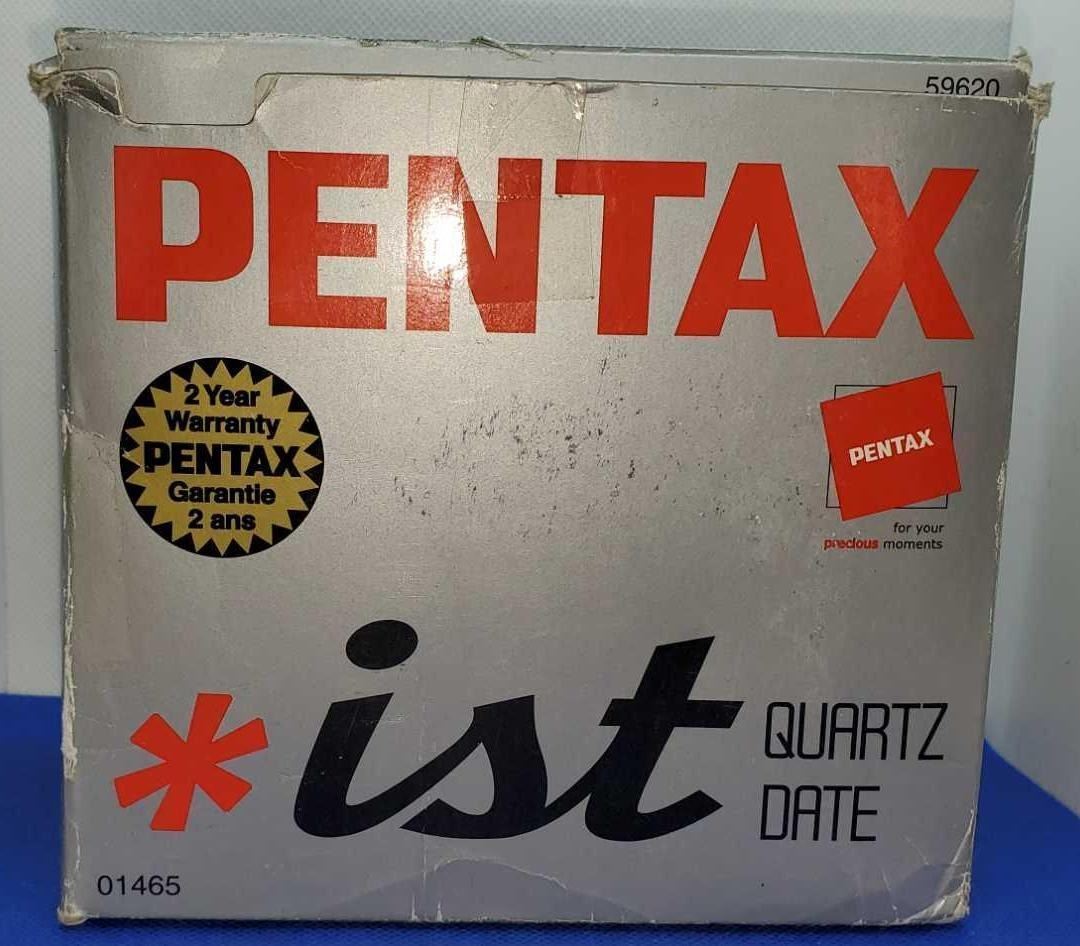 59620
PENTAX
2 Year
Warranty
PENTAX
Garantie
2 ans
PENTAX
for your
precious moments
*ist QUARTZ
DATE
01465